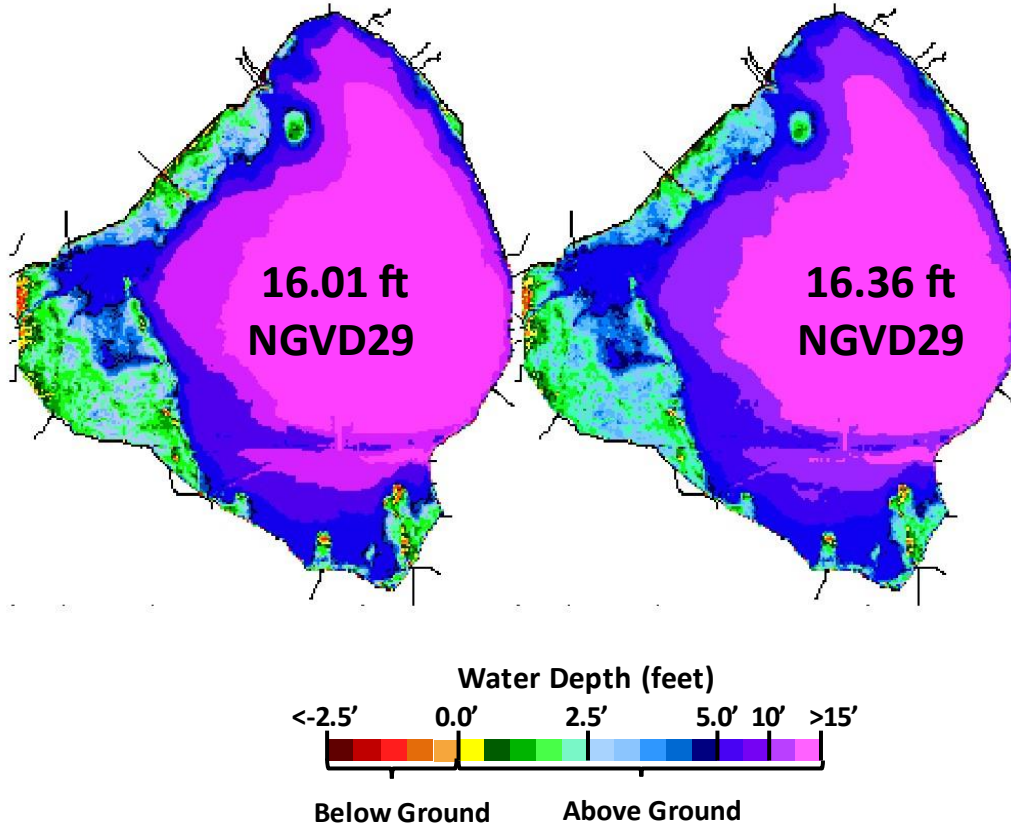 16.01 ft
NGVD29
16.36 ft
NGVD29
Water Depth (feet)
<-2.5’ 0.0’ 2.5’ 5.0’ 10’ >15’
Below Ground Above Ground